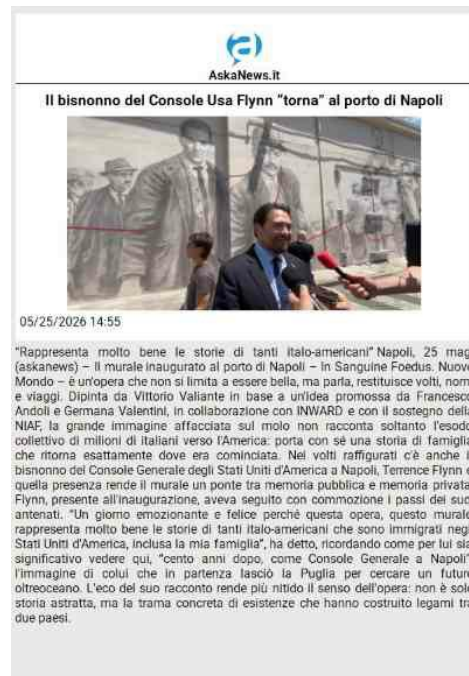 AskaNews.it
Il bisnonno del Console Usa Flynn “torna” al porto di Napoli
05/25/2026 14:55
"Rappresenta molto bene le storie di tanti italo-americani" Napoli, 25 mag
(askanews) – Il murale inaugurato al porto di Napoli – In Sanguine Foedus. Nuovo
Mondo – è un'opera che non si limita a essere bella, ma parla, restituisce volti, nom
e viaggi. Dipinta da Vittorio Valiante in base a un'idea promossa da Francesco
Andoli e Germana Valentini, in collaborazione con INWARD e con il sostegno della
NIAF, la grande immagine affacciata sul molo non racconta soltanto l'esodo
collettivo di milioni di italiani verso l'America: porta con sé una storia di famiglia
che ritorna esattamente dove era cominciata. Nei volti raffigurati c'è anche i
bisnonno del Console Generale degli Stati Uniti d'America a Napoli, Terrence Flynn e
quella presenza rende il murale un ponte tra memoria pubblica e memoria privata.
Flynn, presente all'inaugurazione, aveva seguito con commozione i passi dei suoi
antenati. "Un giorno emozionante e felice perché questa opera, questo murale
rappresenta molto bene le storie di tanti italo-americani che sono immigrati negl
Stati Uniti d'America, inclusa la mia famiglia", ha detto, ricordando come per lui sia
significativo vedere qui, "cento anni dopo, come Console Generale a Napoli"
l'immagine di colui che in partenza lasciò la Puglia per cercare un futuro
oltreoceano. L'eco del suo racconto rende più nitido il senso dell'opera: non è solo
storia astratta, ma la trama concreta di esistenze che hanno costruito legami tra
due paesi.